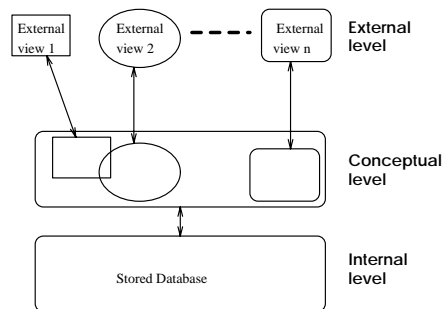 External
view 1
External
view 2
External
view n
External
level
Conceptual
level
Stored Database
Internal
level